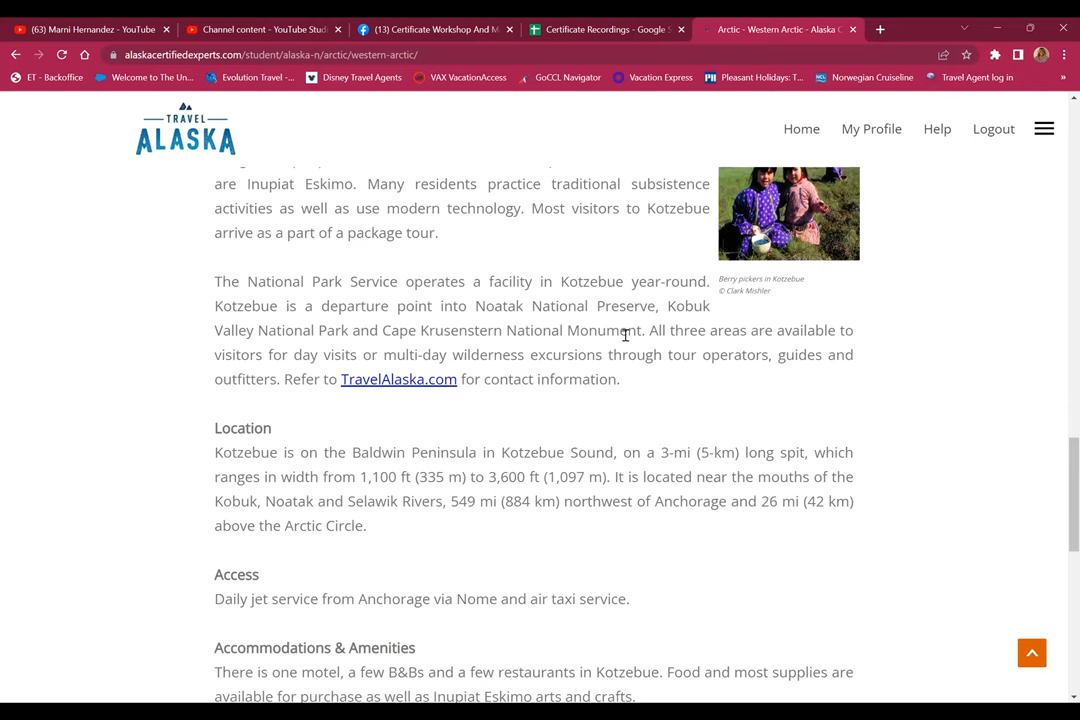 (63) Marni Hernandez - YouTube
Channel content - YouTube Studi
(13) Certificate Workshop And M
Certificate Recordings - Google S
Arctic - Western Arctic - Alaska C
alaskacertifiedexperts.com/student/alaska-n/arctic/western-arctic/
ET - Backoffice
Welcome to The Un...
Evolution Travel -...
Disney Travel Agents
VAX VacationAccess
GoCCL Navigator
Vacation Express
Pleasant Holidays: T...
Norwegian Cruiseline
Travel Agent log in
TRAVEL
ALASKA
Home
My Profile
Help
Logout
are Inupiat Eskimo. Many residents practice traditional subsistence
activities as well as use modern technology. Most visitors to Kotzebue
arrive as a part of a package tour.
Berry pickers in Kotzebue
© Clark Mishler
The National Park Service operates a facility in Kotzebue year-round.
Kotzebue is a departure point into Noatak National Preserve, Kobuk
Valley National Park and Cape Krusenstern National Monument. All three areas are available to
visitors for day visits or multi-day wilderness excursions through tour operators, guides and
outfitters. Refer to TravelAlaska.com for contact information.
Location
Kotzebue is on the Baldwin Peninsula in Kotzebue Sound, on a 3-mi (5-km) long spit, which
ranges in width from 1,100 ft (335 m) to 3,600 ft (1,097 m). It is located near the mouths of the
Kobuk, Noatak and Selawik Rivers, 549 mi (884 km) northwest of Anchorage and 26 mi (42 km)
above the Arctic Circle.
Access
Daily jet service from Anchorage via Nome and air taxi service.
Accommodations & Amenities
There is one motel, a few B&Bs and a few restaurants in Kotzebue. Food and most supplies are
available for purchase as well as Inupiat Eskimo arts and crafts.